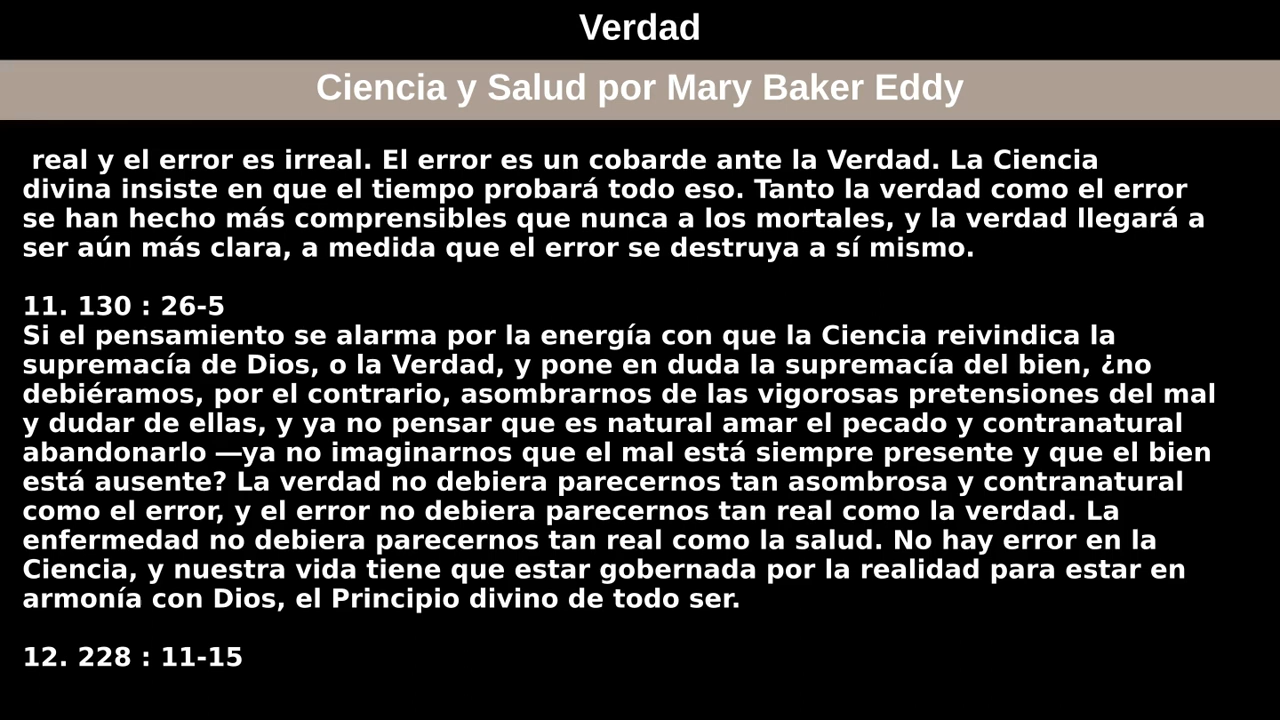 Verdad
Ciencia y Salud por Mary Baker Eddy
real y el error es irreal. El error es un cobarde ante la Verdad. La Ciencia
divina insiste en que el tiempo probará todo eso. Tanto la verdad como el error
se han hecho más comprensibles que nunca a los mortales, y la verdad llegará a
ser aún más clara, a medida que el error se destruya a sí mismo.
11. 130 : 26-5
Si el pensamiento se alarma por la energía con que la Ciencia reivindica la
supremacía de Dios, o la Verdad, y pone en duda la supremacía del bien, ¿no
debiéramos, por el contrario, asombrarnos de las vigorosas pretensiones del mal
y dudar de ellas, y ya no pensar que es natural amar el pecado y contranatural
abandonarlo —ya no imaginarnos que el mal está siempre presente y que el bien
está ausente? La verdad no debiera parecernos tan asombrosa y contranatural
como el error, y el error no debiera parecernos tan real como la verdad. La
enfermedad no debiera parecernos tan real como la salud. No hay error en la
Ciencia, y nuestra vida tiene que estar gobernada por la realidad para estar en
armonía con Dios, el Principio divino de todo ser.
12. 228 : 11-15